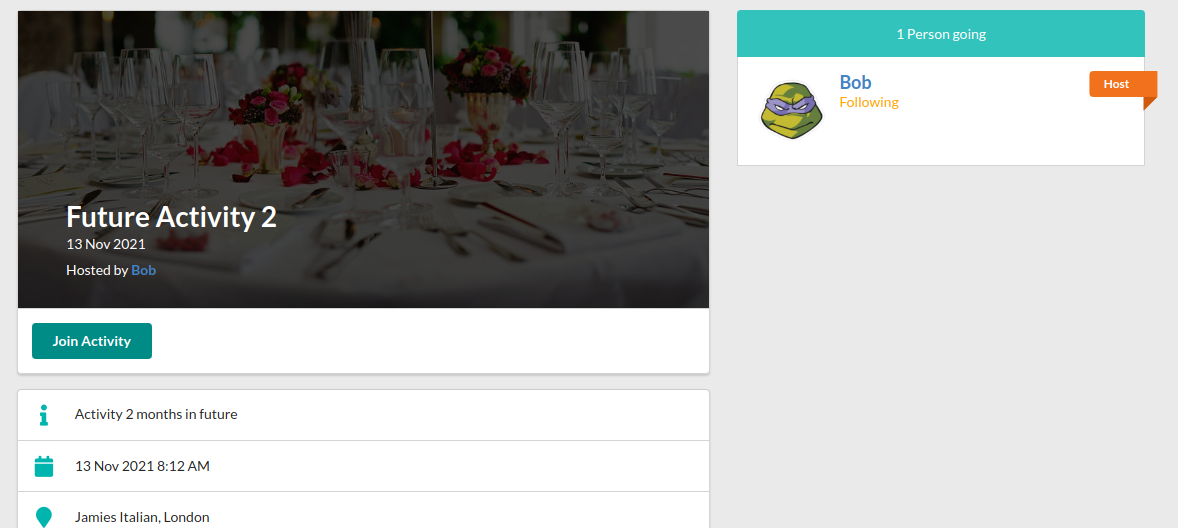 Future Activity 2
13 Nov 2021
Hosted by Bob
Join Activity
Activity 2 months in future
13 Nov 2021 8:12 AM
Jamies Italian, London
1 Person going
Bob
Following
Host